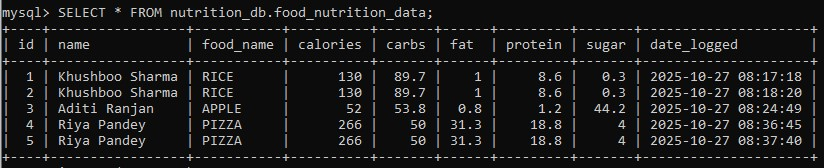 mysql> SELECT * FROM nutrition_db.food_nutrition_data;
+----+-----------------+-----------+----------+-------+------+---------+-------+---------------------+
| id | name            | food_name | calories | carbs | fat  | protein | sugar | date_logged         |
+----+-----------------+-----------+----------+-------+------+---------+-------+---------------------+
|  1 | Khushboo Sharma | RICE      |      130 |  89.7 |    1 |     8.6 |   0.3 | 2025-10-27 08:17:18 |
|  2 | Khushboo Sharma | RICE      |      130 |  89.7 |    1 |     8.6 |   0.3 | 2025-10-27 08:18:20 |
|  3 | Aditi Ranjan    | APPLE     |       52 |  53.8 |  0.8 |     1.2 |  44.2 | 2025-10-27 08:24:49 |
|  4 | Riya Pandey     | PIZZA     |      266 |    50 | 31.3 |    18.8 |     4 | 2025-10-27 08:36:45 |
|  5 | Riya Pandey     | PIZZA     |      266 |    50 | 31.3 |    18.8 |     4 | 2025-10-27 08:37:40 |
+----+-----------------+-----------+----------+-------+------+---------+-------+---------------------+